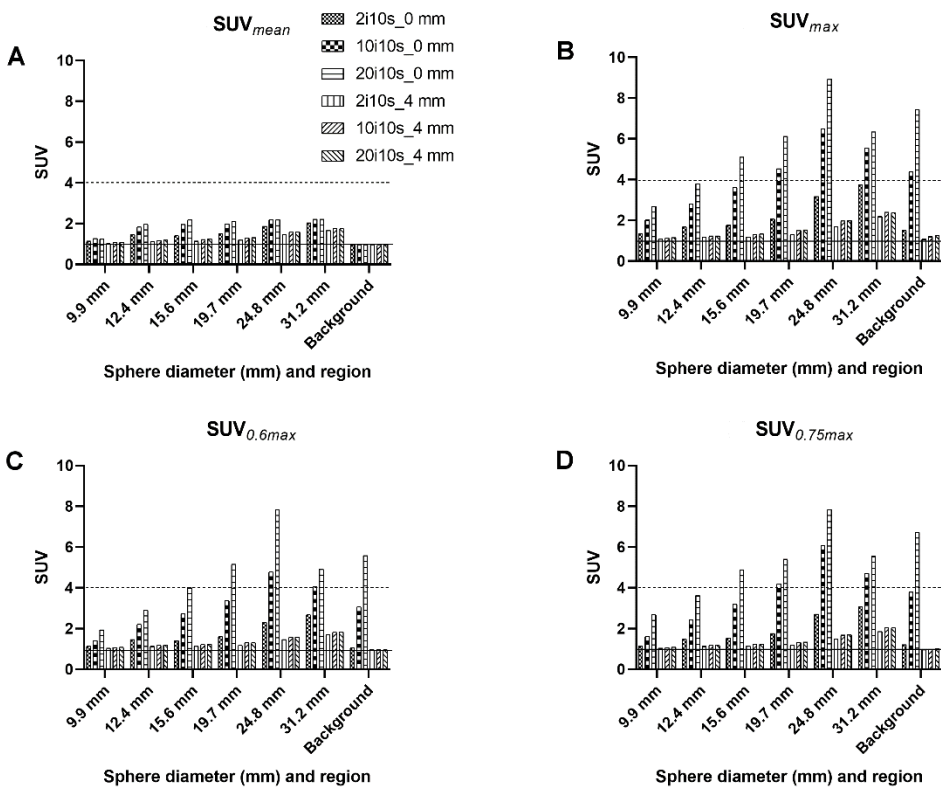 A
SUVmean
2i10s_0 mm
10i10s_0 mm
20i10s_0 mm
2i10s_4 mm
10i10s_4 mm
20i10s_4 mm
10
8
6
4
2
0
SUV
9.9 mm
12.4 mm
15.6 mm
19.7 mm
24.8 mm
31.2 mm
Background
Sphere diameter (mm) and region
B
SUVmax
10
8
6
4
2
0
SUV
9.9 mm
12.4 mm
15.6 mm
19.7 mm
24.8 mm
31.2 mm
Background
Sphere diameter (mm) and region
C
SUV0.6max
10
8
6
4
2
0
SUV
9.9 mm
12.4 mm
15.6 mm
19.7 mm
24.8 mm
31.2 mm
Background
Sphere diameter (mm) and region
D
SUV0.75max
10
8
6
4
2
0
SUV
9.9 mm
12.4 mm
15.6 mm
19.7 mm
24.8 mm
31.2 mm
Background
Sphere diameter (mm) and region